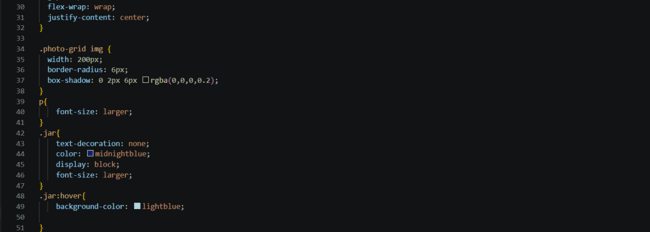 30 flex-wrap: wrap;
31 justify-content: center;
32 }
33
34 .photo-grid img {
35 width: 200px;
36 border-radius: 6px;
37 box-shadow: 0 2px 6px rgba(0,0,0,0.2);
38 }
39 p{
40 font-size: larger;
41 }
42 .jar{
43 text-decoration: none;
44 color: midnightblue;
45 display: block;
46 font-size: larger;
47 }
48 .jar:hover{
49 background-color: lightblue;
50
51 }